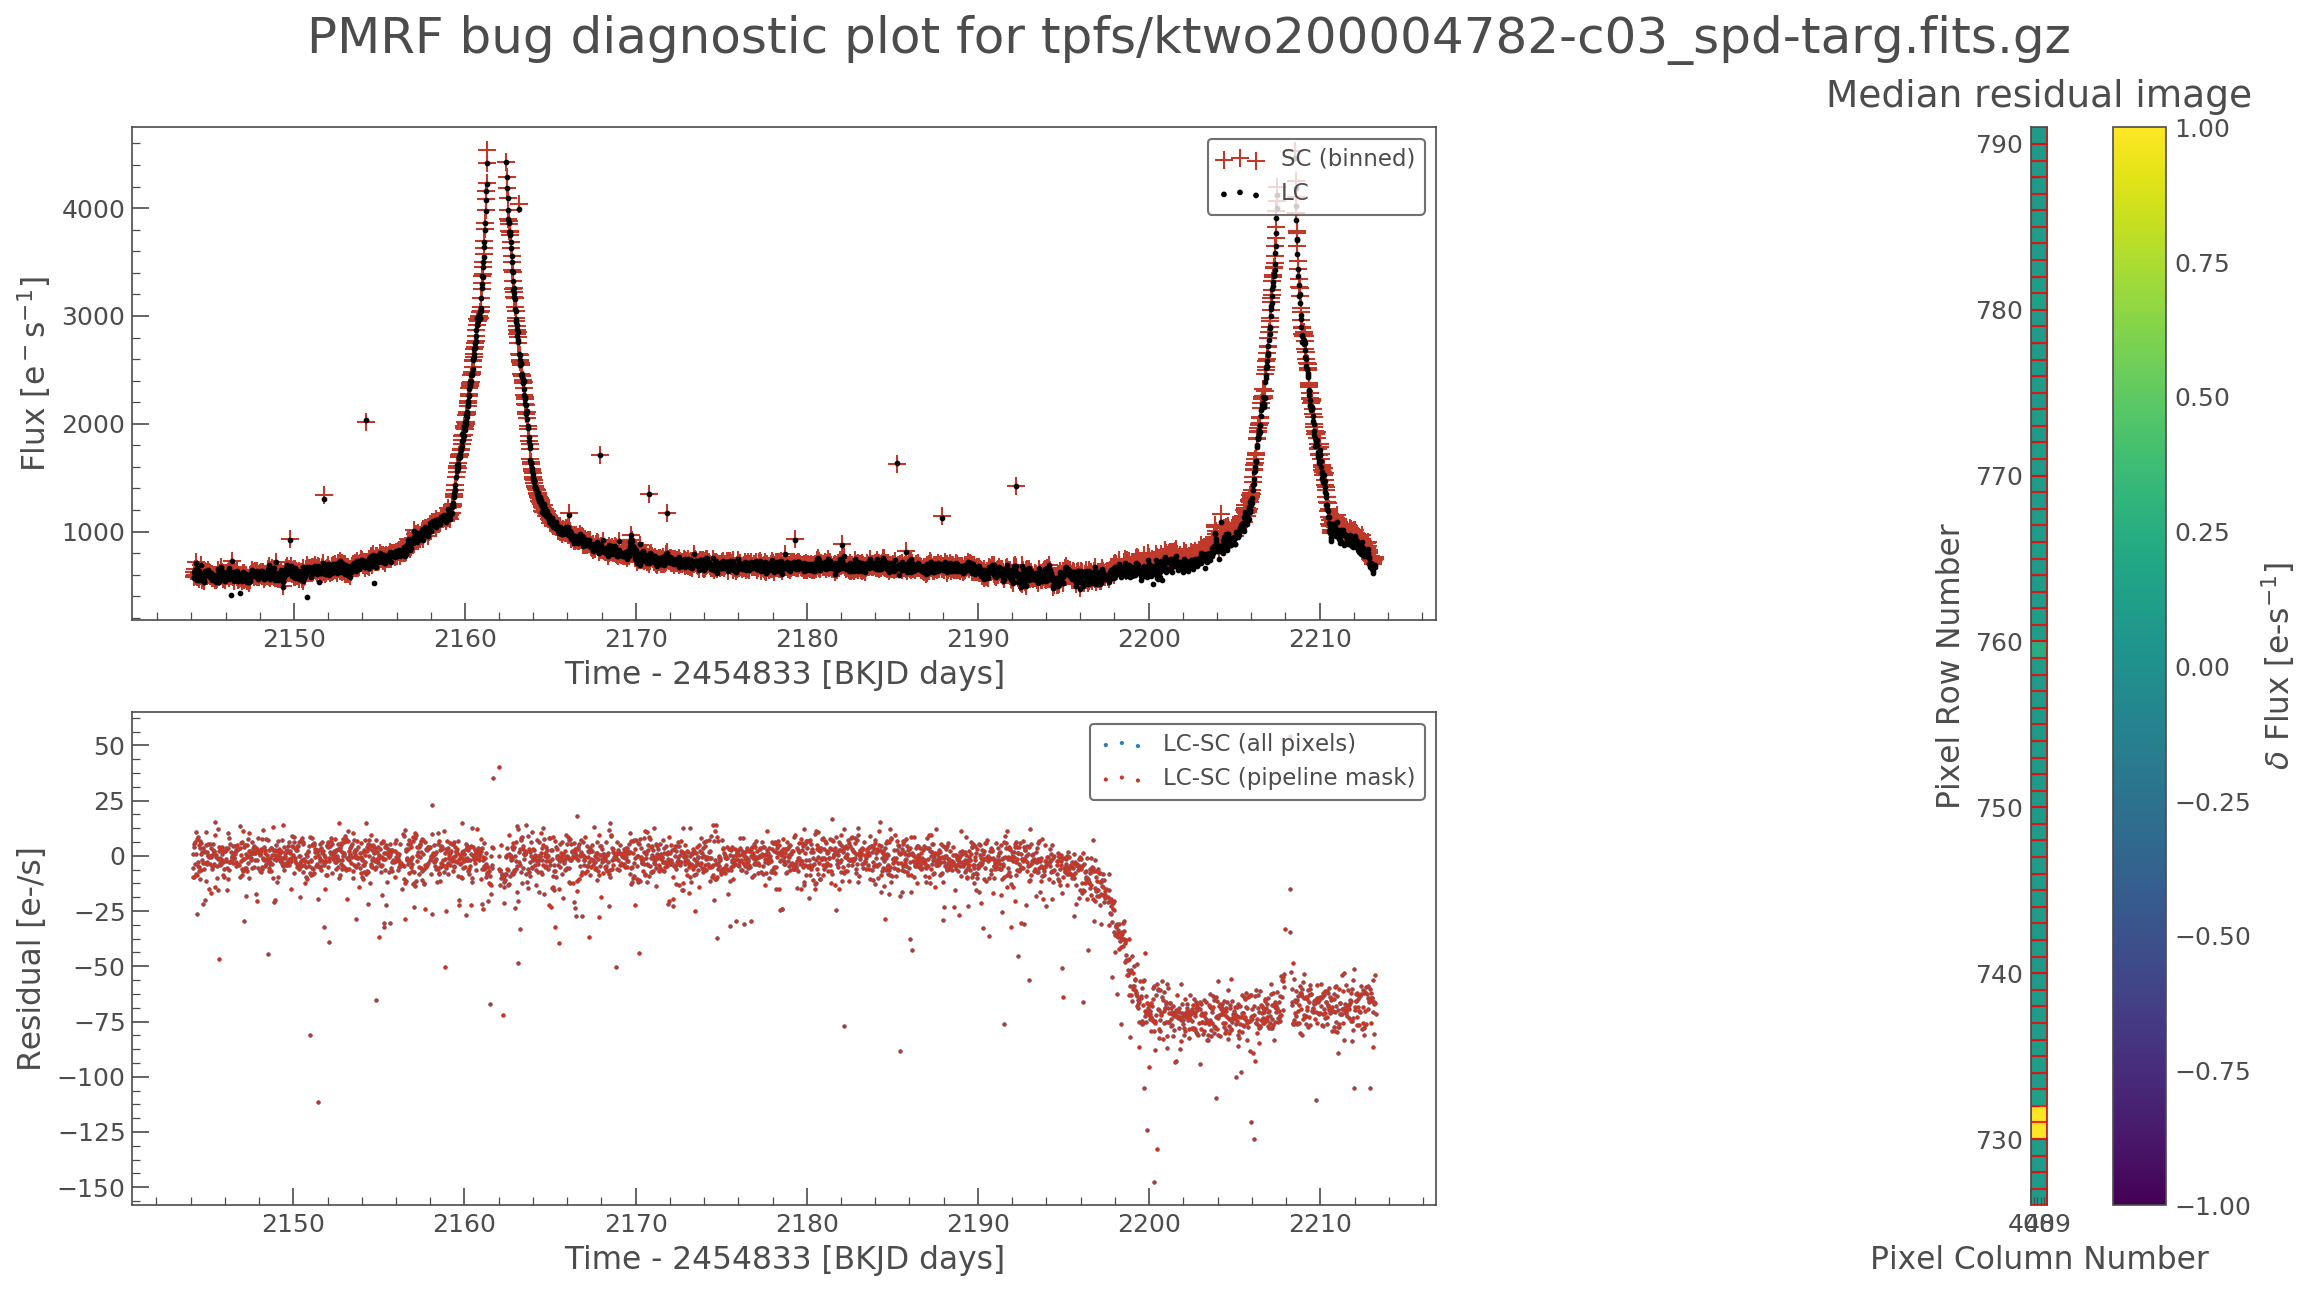 PMRF bug diagnostic plot for tpfs/ktwo200004782-c03_spd-targ.fits.gz
SC (binned)
LC
4000
3000
2000
1000
Flux [e − s⁻¹]
2150 2160 2170 2180 2190 2200 2210
Time - 2454833 [BKJD days]
LC-SC (all pixels)
LC-SC (pipeline mask)
50
25
0
−25
−50
−75
−100
−125
−150
Residual [e-/s]
2150 2160 2170 2180 2190 2200 2210
Time - 2454833 [BKJD days]
Median residual image
790
780
770
760
750
740
730
Pixel Row Number
Pixel Column Number
1.00
0.75
0.50
0.25
0.00
−0.25
−0.50
−0.75
−1.00
δ Flux [e-s⁻¹]